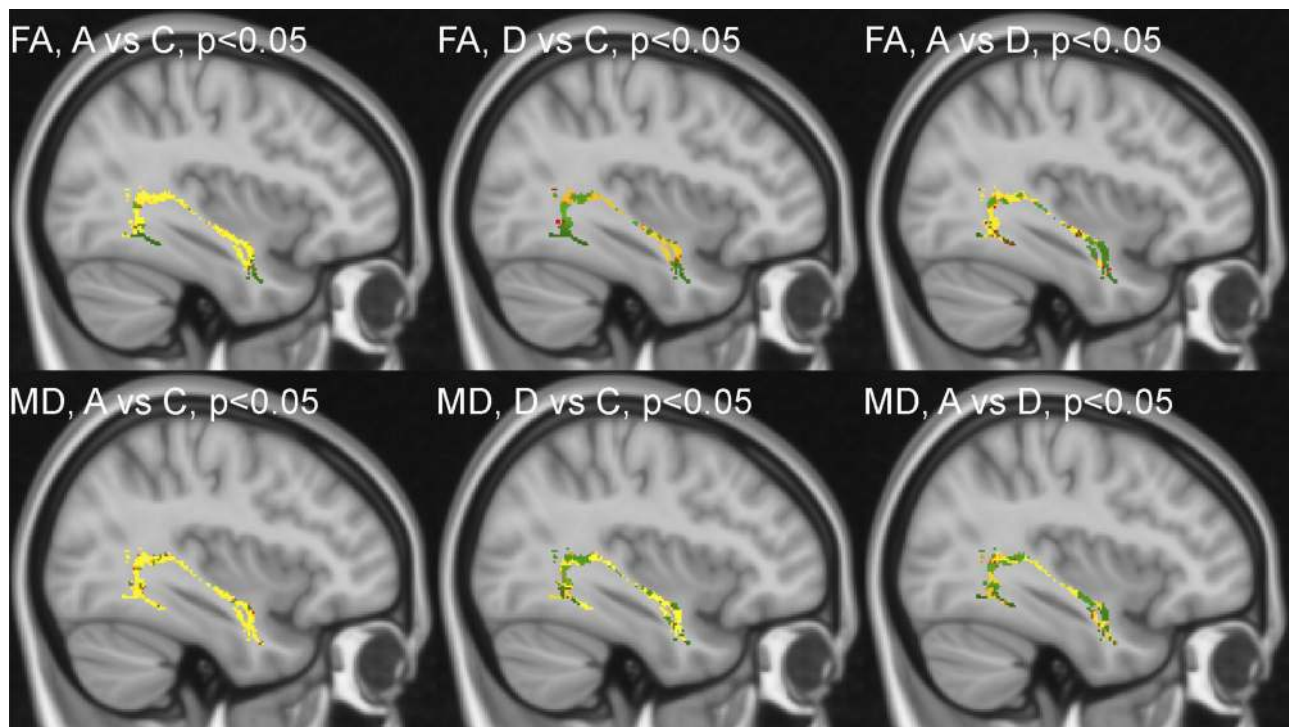 FA, A vs C, p<0.05
FA, D vs C, p<0.05
FA, A vs D, p<0.05
MD, A vs C, p<0.05
MD, D vs C, p<0.05
MD, A vs D, p<0.05